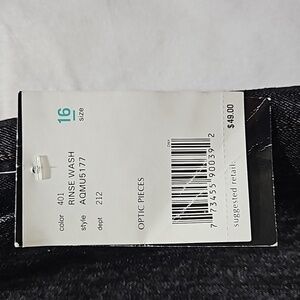 16
size
color 401
RINSE WASH
style AQMU5177
dept 212
OPTIC PIECES
7 73455 90039 2
$49.00
suggested retail: